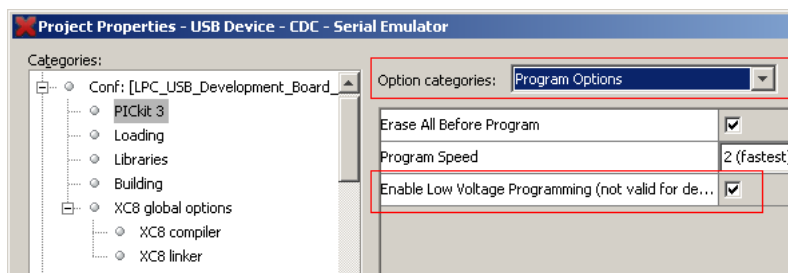 Project Properties - USB Device - CDC - Serial Emulator
Categories:
Conf: [LPC_USB_Development_Board_
PICkit 3
Loading
Libraries
Building
XC8 global options
XC8 compiler
XC8 linker
Option categories: Program Options
Erase All Before Program
Program Speed 2 (fastest)
Enable Low Voltage Programming (not valid for de...